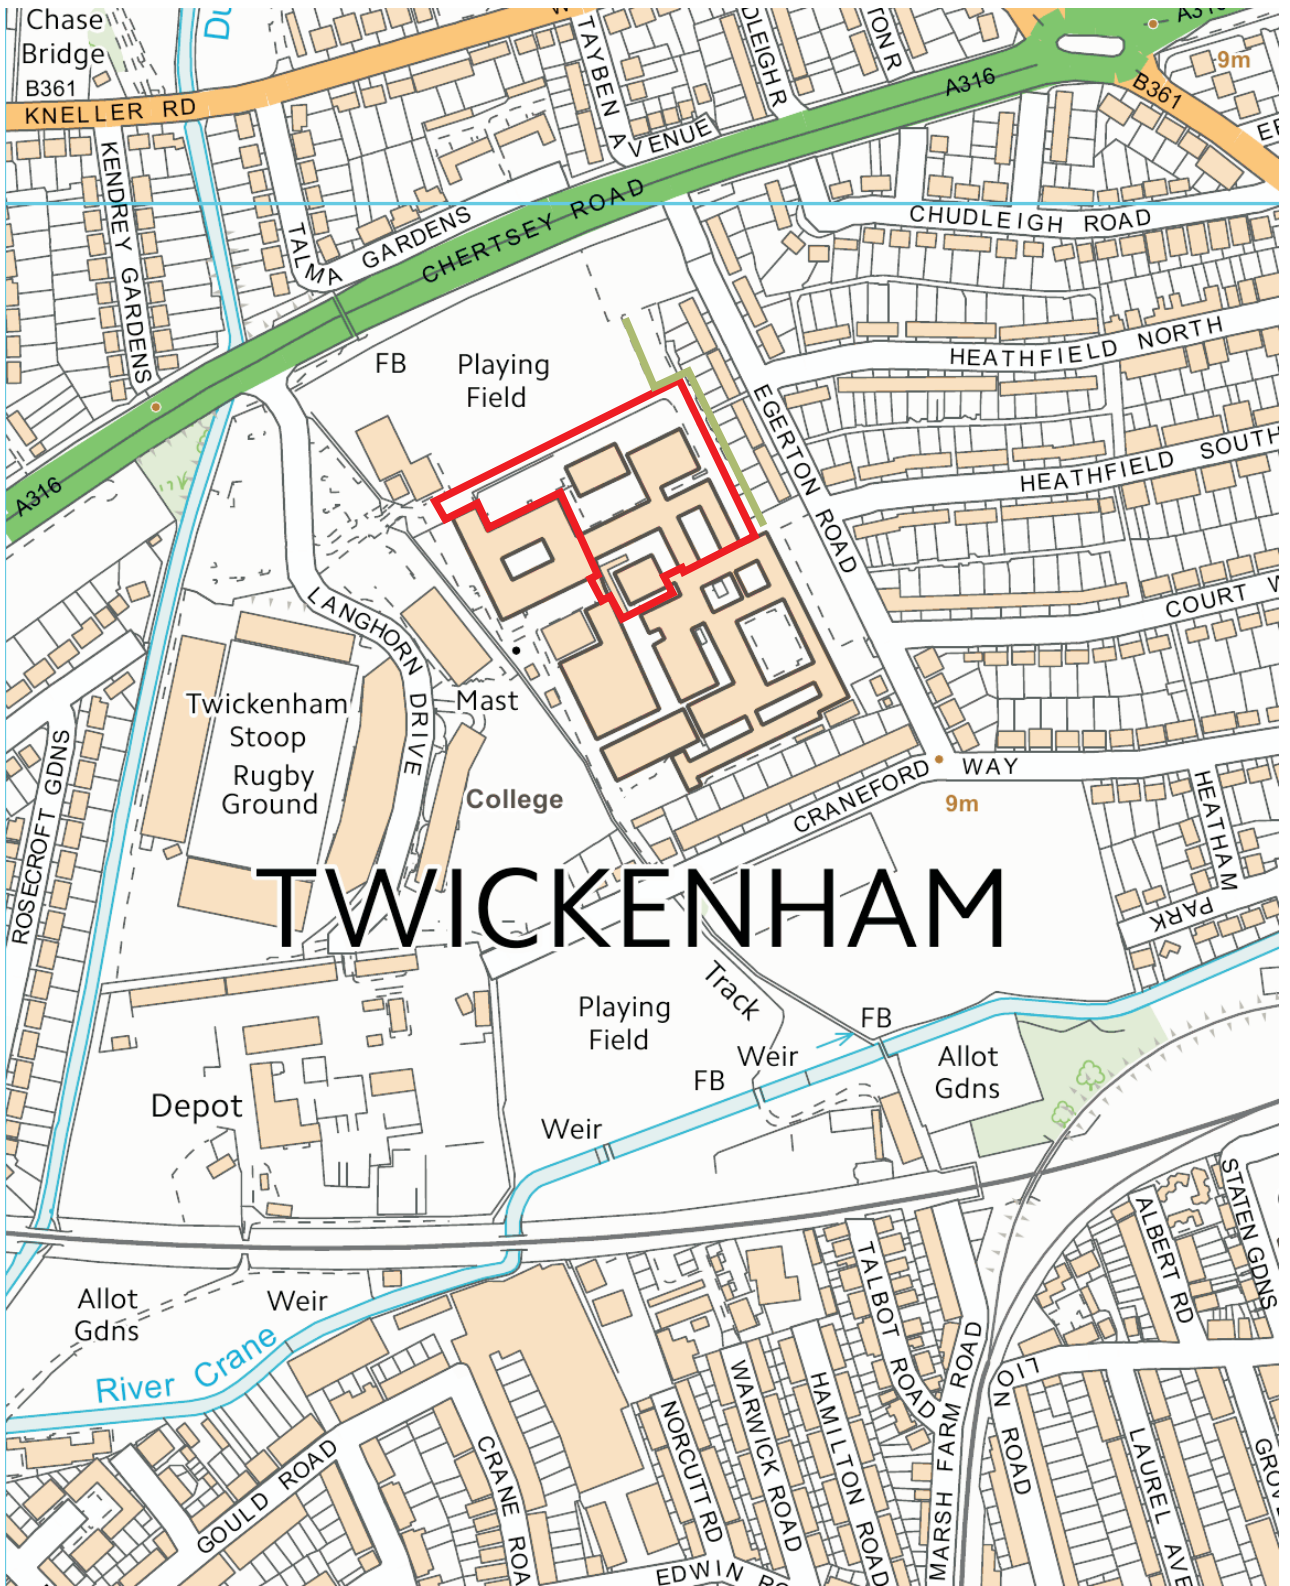 Chase
Bridge
B361
KNELLER RD
Du
TAYBEN AVENUE
A316
B361
9m
KENDREY GARDENS
TALMA GARDENS
CHERTSEY ROAD
CHUDLEIGH ROAD
HEATHFIELD NORTH
FB
Playing
Field
EGERTON ROAD
HEATHFIELD SOUTH
A316
COURT W
LANGHORN DRIVE
Twickenham
Stoop
Rugby
Ground
Mast
College
ROSECROFT GDNS
CRANEFORD WAY
9m
HEATHAM
PARK
TWICKENHAM
Track
Playing
Field
FB
Weir
FB
Allot
Gdns
Depot
Weir
STATEN GDNS
ALBERT RD
TALBOT ROAD
Allot
Gdns
Weir
River Crane
MARSH FARM ROAD
LION ROAD
WARWICK ROAD
HAMILTON ROAD
NORCUTT RD
LAUREL AVE
GOULD ROAD
CRANE ROA
EDWIN